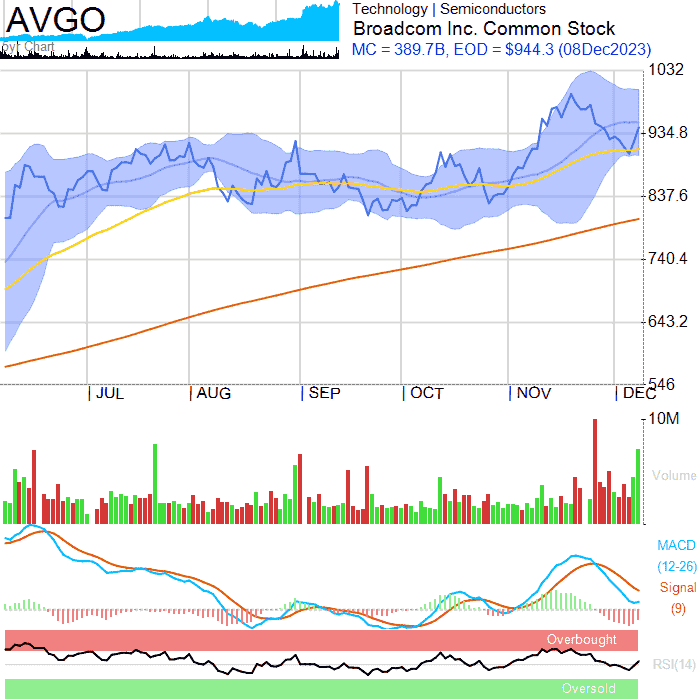 AVGO
by: Chart
Technology | Semiconductors
Broadcom Inc. Common Stock
MC = 389.7B, EOD = $944.3 (08Dec2023)
1032
934.8
837.6
740.4
643.2
546
JUL AUG SEP OCT NOV DEC
10M
Volume
MACD
(12-26)
Signal
(9)
Overbought
RSI(14)
Oversold